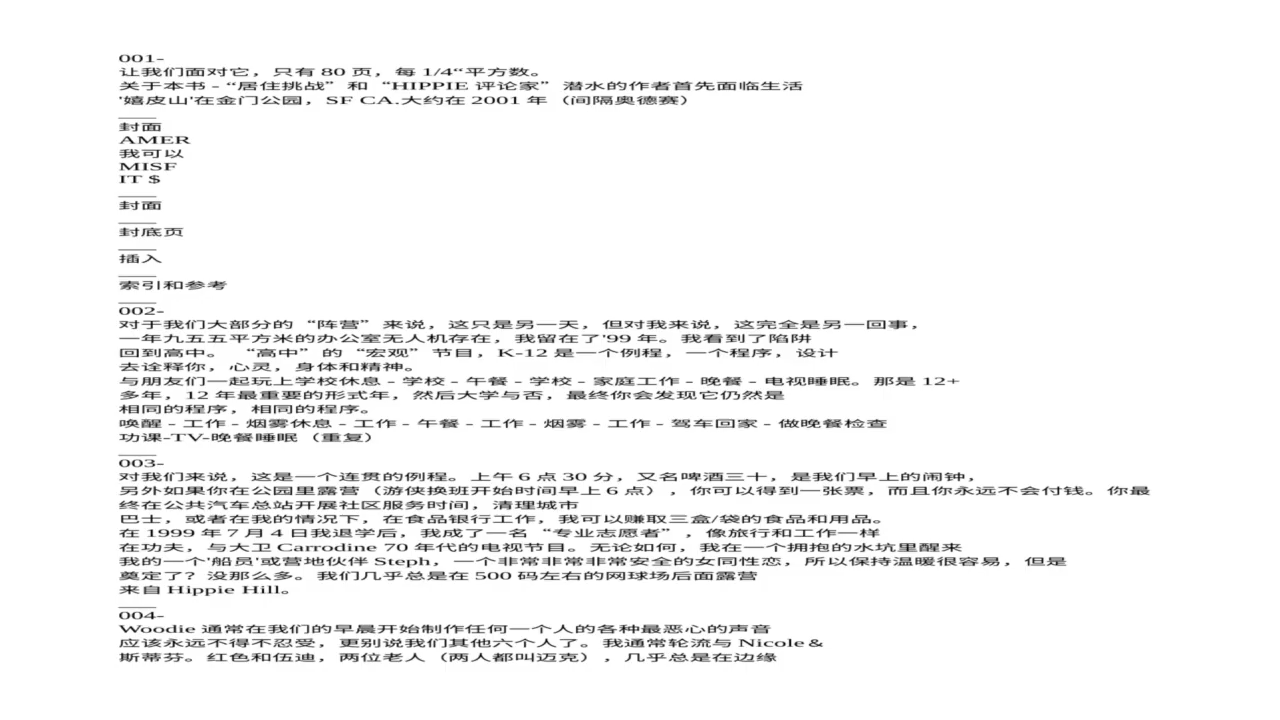 001-
让我们面对它，只有 80 页，每 1/4“平方数。
关于本书 - “居住挑战”和“HIPPIE 评论家”潜水的作者首先面临生活
'嬉皮山'在金门公园，SF CA.大约在 2001 年（间隔奥德赛）
____
封面
AMER
我可以
MISF
IT $
____
封面
____
封底页
____
插入
____
索引和参考
____
002-
对于我们大部分的“阵营”来说，这只是另一天，但对我来说，这完全是另一回事，
一年九五五平方米的办公室无人机存在，我留在了'99 年。我看到了陷阱
回到高中。 “高中”的“宏观”节目，K-12 是一个例程，一个程序，设计
去诠释你，心灵，身体和精神。
与朋友们一起玩上学校休息 - 学校 - 午餐 - 学校 - 家庭工作 - 晚餐 - 电视睡眠。那是 12+
多年，12 年最重要的形式年，然后大学与否，最终你会发现它仍然是
相同的程序，相同的程序。
唤醒 - 工作 - 烟雾休息 - 工作 - 午餐 - 工作 - 烟雾 - 工作 - 驾车回家 - 做晚餐检查
功课-TV-晚餐睡眠（重复）
____
003-
对我们来说，这是一个连贯的例程。上午 6 点 30 分，又名啤酒三十，是我们早上的闹钟，
另外如果你在公园里露营（游侠换班开始时间早上 6 点），你可以得到一张票，而且你永远不会付钱。你最
终在公共汽车总站开展社区服务时间，清理城市
巴士，或者在我的情况下，在食品银行工作，我可以赚取三盒/袋的食品和用品。
在 1999 年 7 月 4 日我退学后，我成了一名“专业志愿者”，像旅行和工作一样
在功夫，与大卫 Carrodine 70 年代的电视节目。无论如何，我在一个拥抱的水坑里醒来
我的一个'船员'或营地伙伴 Steph，一个非常非常非常安全的女同性恋，所以保持温暖很容易，但是
奠定了？没那么多。我们几乎总是在 500 码左右的网球场后面露营
来自 Hippie Hill。
____
004-
Woodie 通常在我们的早晨开始制作任何一个人的各种最恶心的声音
应该永远不得不忍受，更别说我们其他六个人了。我通常轮流与 Nicole＆
斯蒂芬。红色和伍迪，两位老人（两人都叫迈克），几乎总是在边缘